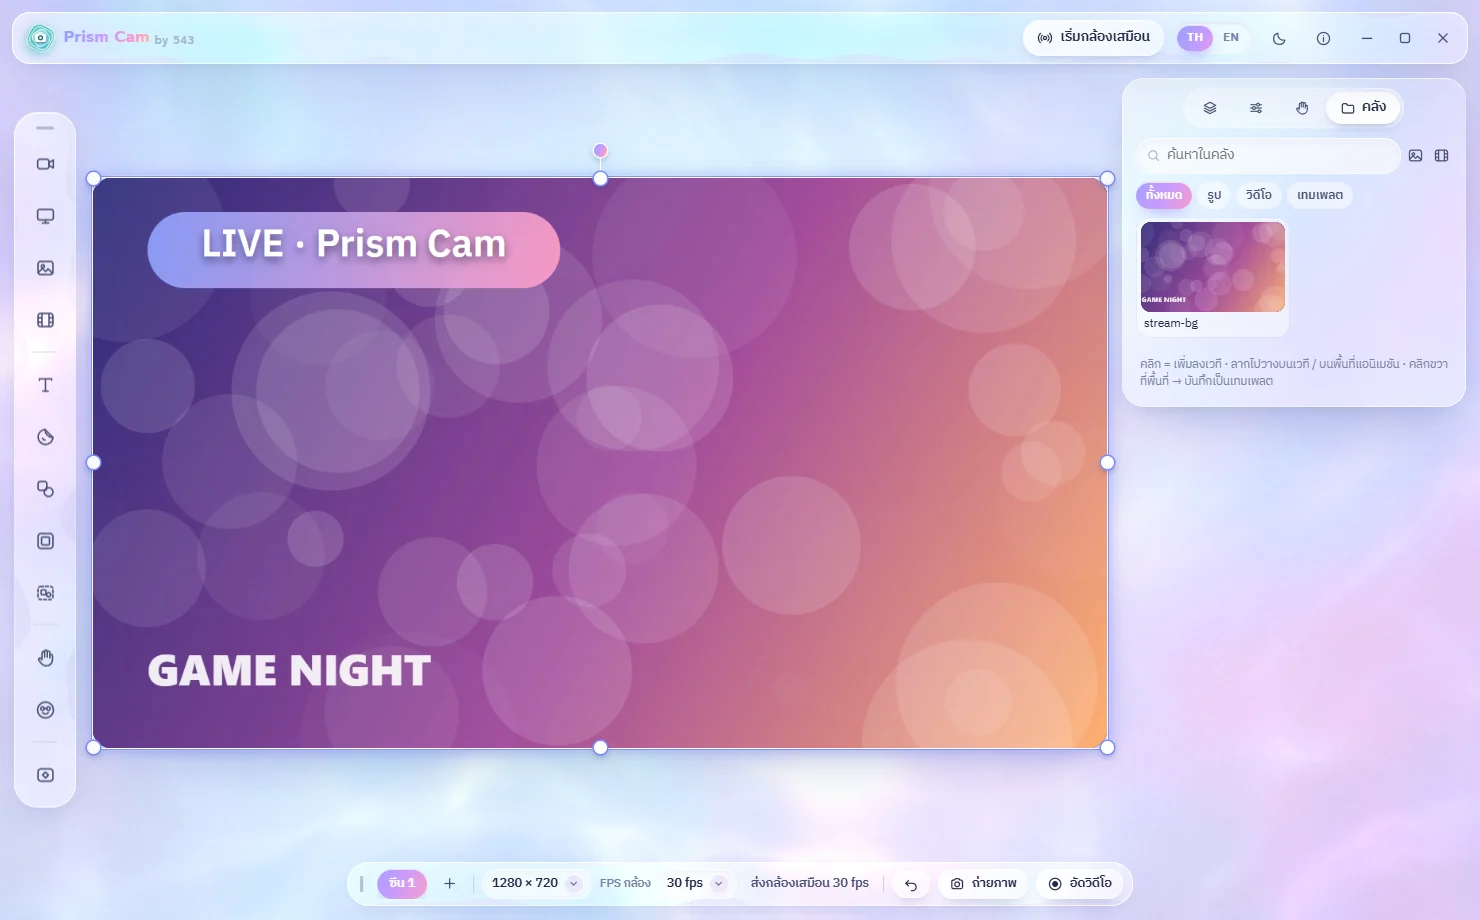 Prism Cam by 543
เริ่มกล้องเสมือน
TH EN
คลัง
ค้นหาในคลัง
ทั้งหมด รูป วิดีโอ เทมเพลต
GAME NIGHT
stream-bg
คลิก = เพิ่มลงเวที · ลากไปวางบนเวที / บนพื้นที่แอนิเมชัน · คลิกขวา
ที่พื้นที่ → บันทึกเป็นเทมเพลต
LIVE · Prism Cam
GAME NIGHT
ซีน 1
1280 × 720
FPS กล้อง
30 fps
ส่งกล้องเสมือน 30 fps
ถ่ายภาพ
อัดวิดีโอ